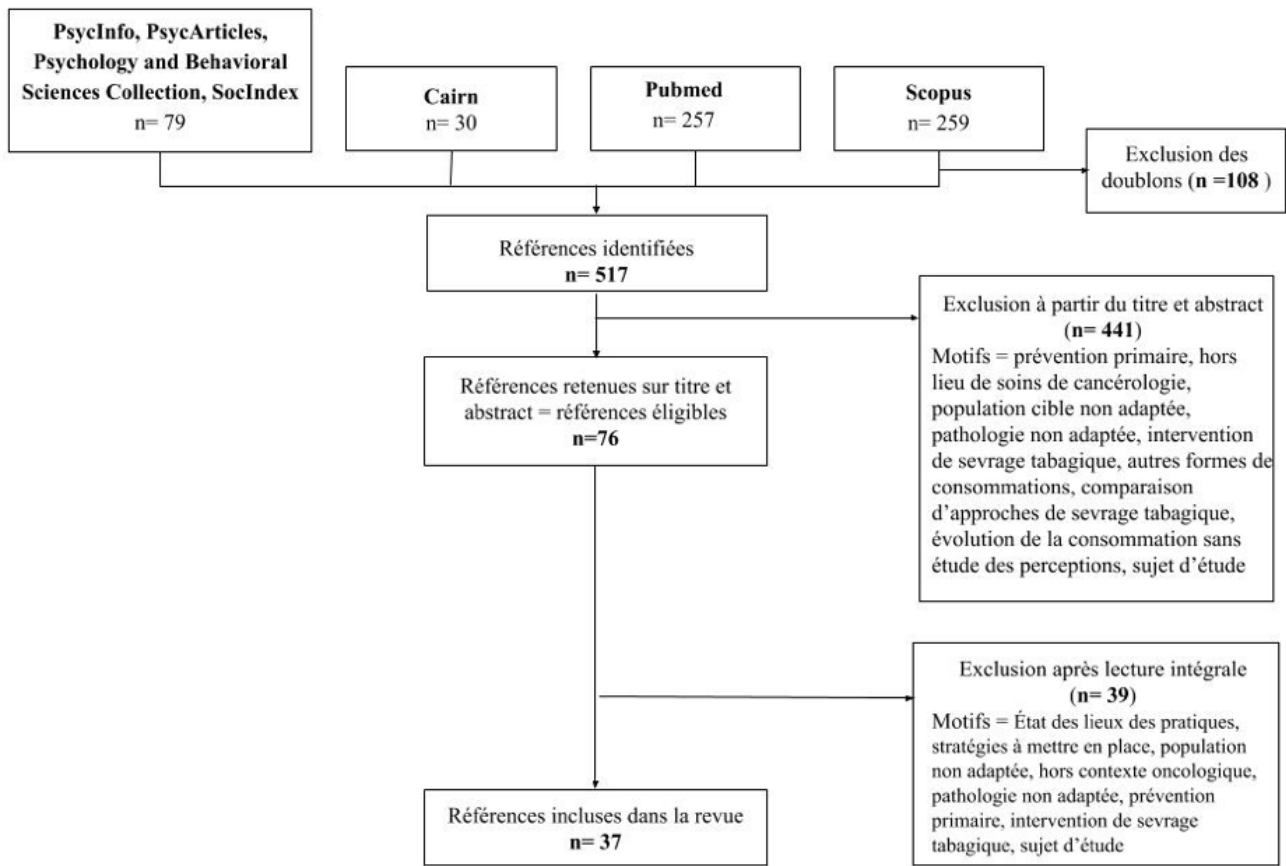 PsycInfo, PsycArticles,
Psychology and Behavioral
Sciences Collection, SocIndex
n= 79
Cairn
n= 30
Pubmed
n= 257
Scopus
n= 259
Exclusion des
doublons (n =108 )
Références identifiées
n= 517
Exclusion à partir du titre et abstract
(n= 441)
Motifs = prévention primaire, hors
lieu de soins de cancérologie,
population cible non adaptée,
pathologie non adaptée, intervention
de sevrage tabagique, autres formes de
consommations, comparaison
d’approches de sevrage tabagique,
évolution de la consommation sans
étude des perceptions, sujet d’étude
Références retenues sur titre et
abstract = références éligibles
n=76
Exclusion après lecture intégrale
(n= 39)
Motifs = État des lieux des pratiques,
stratégies à mettre en place, population
non adaptée, hors contexte oncologique,
pathologie non adaptée, prévention
primaire, intervention de sevrage
tabagique, sujet d’étude
Références incluses dans la revue
n= 37